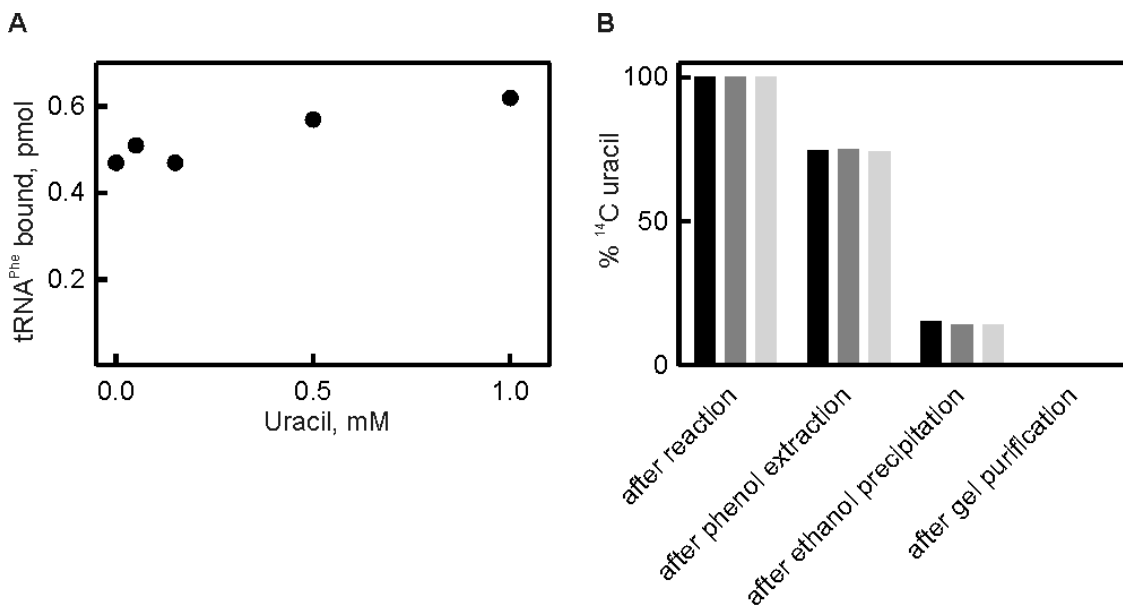 A
tRNA^Phe bound, pmol
0.6
0.4
0.2
0.0
0.5
1.0
Uracil, mM
B
% ^14C uracil
100
50
0
after reaction
after phenol extraction
after ethanol precipitation
after gel purification